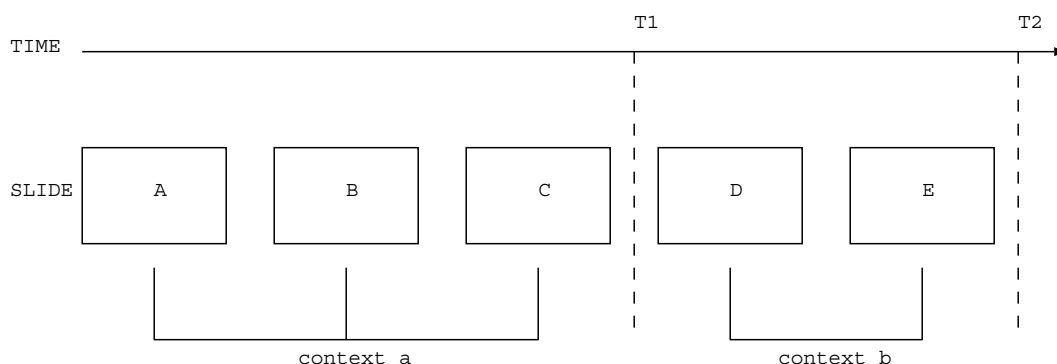 T1 T2
TIME
SLIDE A B C D E
context a context b